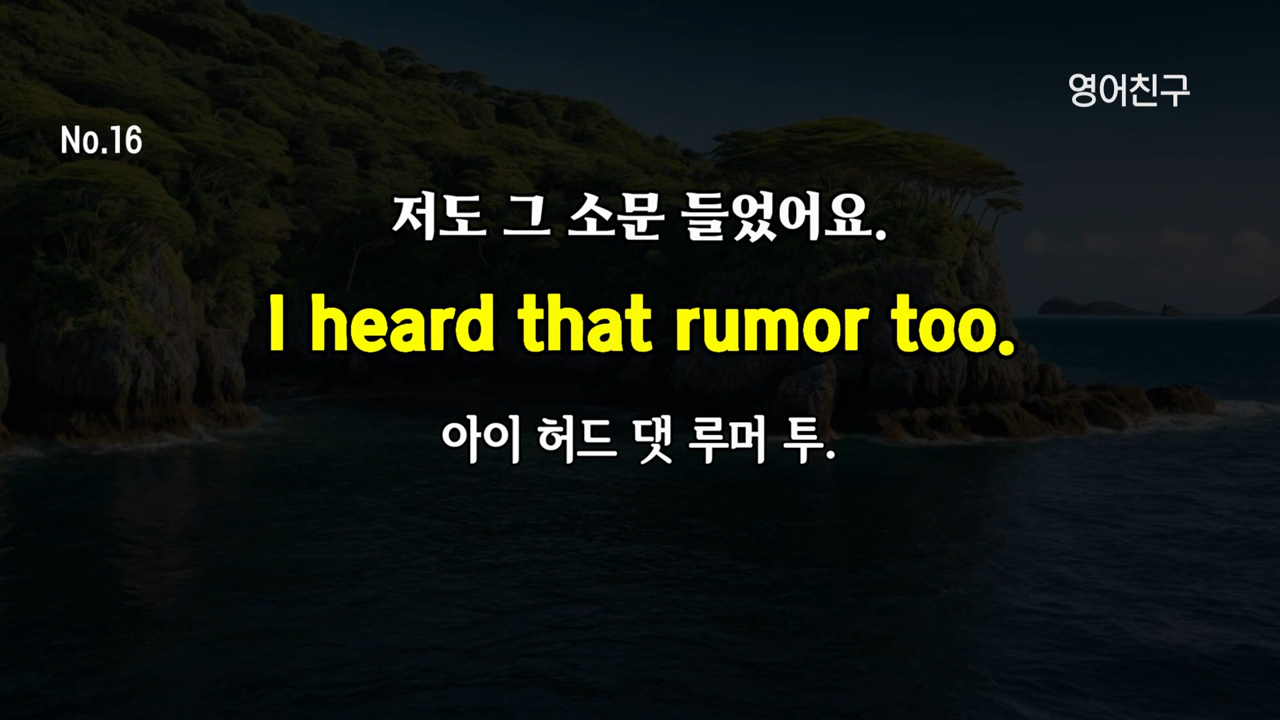 영어친구
No.16
저도 그 소문 들었어요.
I heard that rumor too.
아이 허드 댓 루머 투.